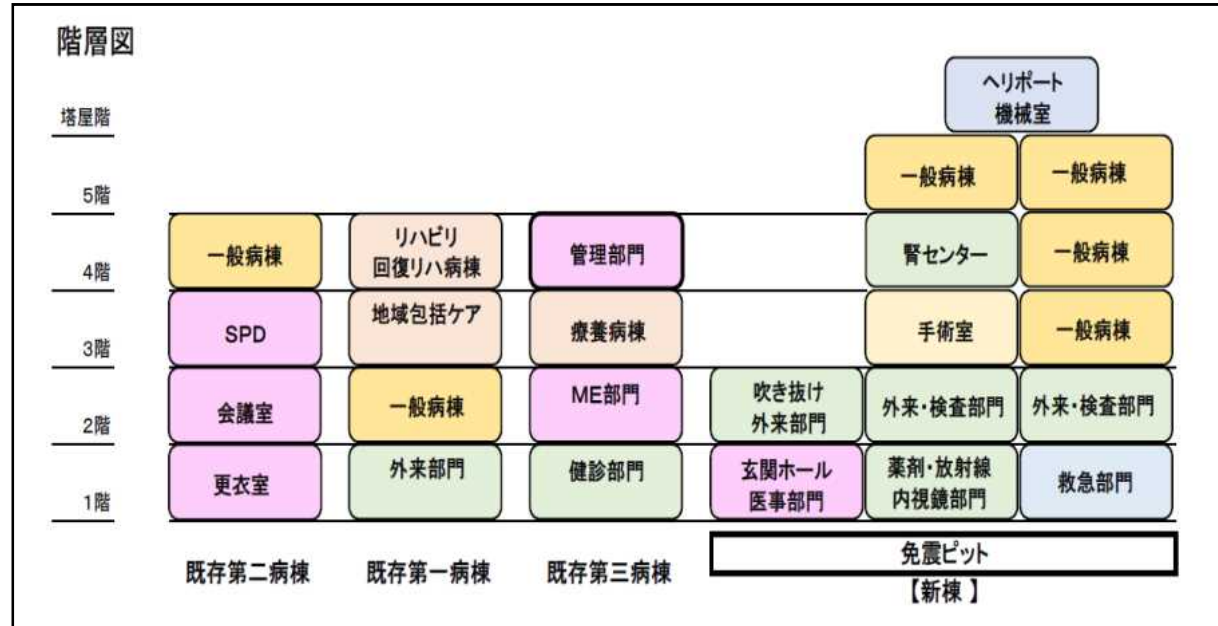 階層図
ヘリポート
機械室
塔屋階
一般病棟
一般病棟
5階
一般病棟
リハビリ
回復リハ病棟
管理部門
腎センター
一般病棟
4階
SPD
地域包括ケア
療養病棟
手術室
一般病棟
3階
会議室
一般病棟
ME部門
吹き抜け
外来部門
外来・検査部門
外来・検査部門
2階
更衣室
外来部門
健診部門
玄関ホール
医事部門
薬剤・放射線
内視鏡部門
救急部門
1階
免震ピット
既存第二病棟
既存第一病棟
既存第三病棟
【新棟 】